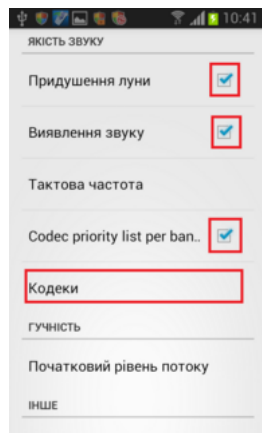 10:41
ЯКІСТЬ ЗВУКУ
Придушення луни
Виявлення звуку
Тактова частота
Codec priority list per ban..
Кодеки
ГУЧНІСТЬ
Початковий рівень потоку
ІНШЕ